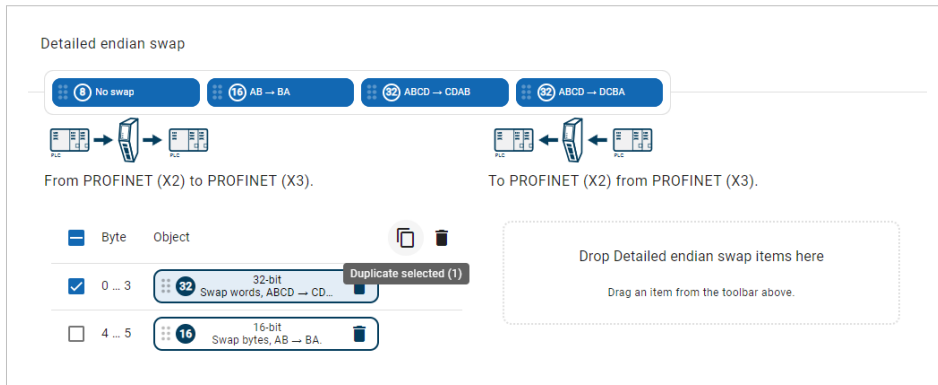 Detailed endian swap
8 No swap
16 AB → BA
32 ABCD → CDAB
32 ABCD → DCBA
PLC PLC
PLC PLC
From PROFINET (X2) to PROFINET (X3).
To PROFINET (X2) from PROFINET (X3).
Byte Object
Duplicate selected (1)
0 ... 3 32 32-bit
Swap words, ABCD → CD...
4 ... 5 16 16-bit
Swap bytes, AB → BA.
Drop Detailed endian swap items here
Drag an item from the toolbar above.